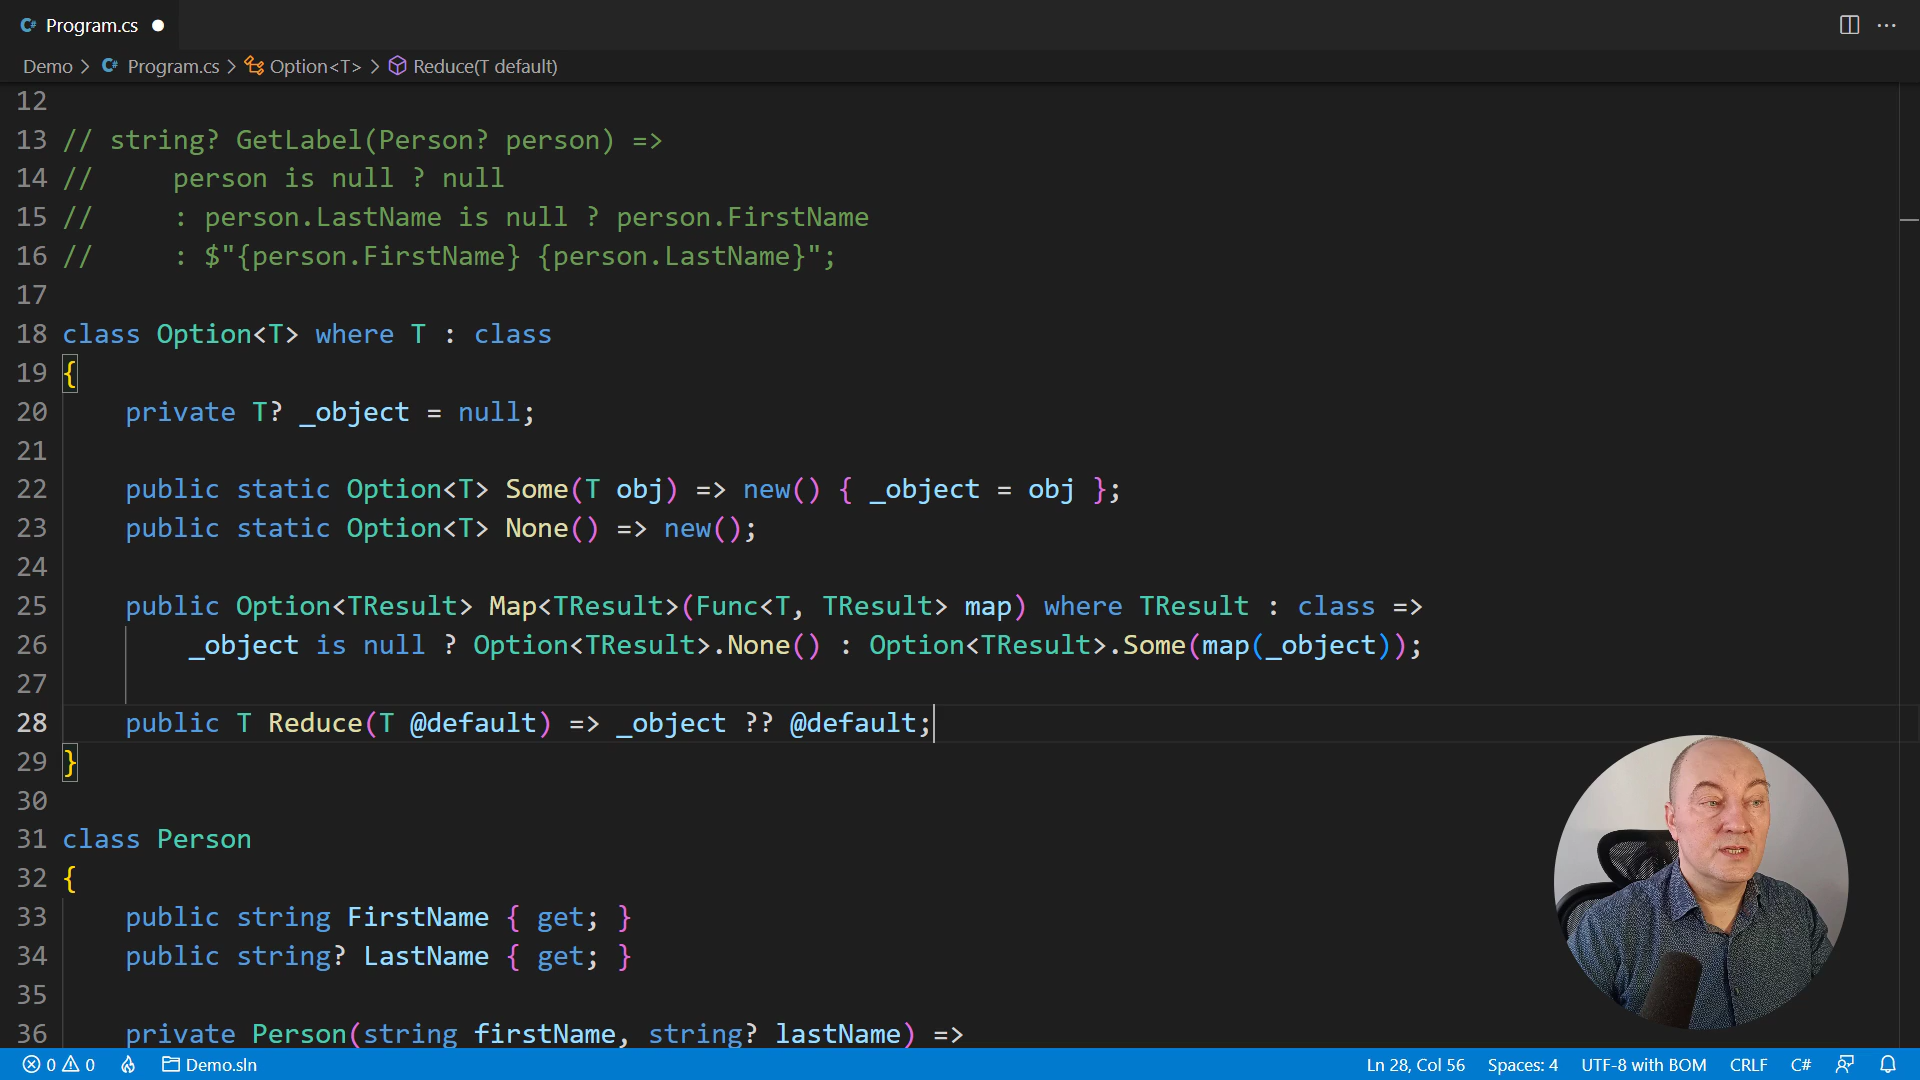 Program.cs
Demo > Program.cs > Option<T> > Reduce(T default)
12
13 // string? GetLabel(Person? person) =>
14 //     person is null ? null
15 //     : person.LastName is null ? person.FirstName
16 //     : $"{person.FirstName} {person.LastName}";
17
18 class Option<T> where T : class
19 {
20     private T? _object = null;
21
22     public static Option<T> Some(T obj) => new() { _object = obj };
23     public static Option<T> None() => new();
24
25     public Option<TResult> Map<TResult>(Func<T, TResult> map) where TResult : class =>
26         _object is null ? Option<TResult>.None() : Option<TResult>.Some(map(_object));
27
28     public T Reduce(T @default) => _object ?? @default;
29 }
30
31 class Person
32 {
33     public string FirstName { get; }
34     public string? LastName { get; }
35
36     private Person(string firstName, string? lastName) =>
0 0 Demo.sln Ln 28, Col 56 Spaces: 4 UTF-8 with BOM CRLF C#